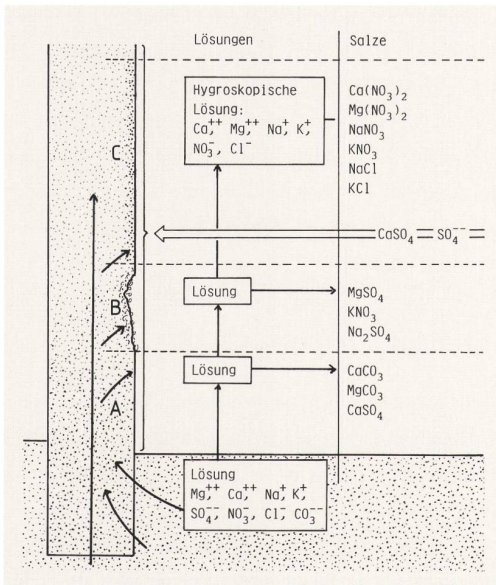 Lösungen
Salze
Hygroskopische
Lösung:
Ca⁺⁺, Mg⁺⁺, Na⁺, K⁺,
NO₃⁻, Cl⁻
Ca(NO₃)₂
Mg(NO₃)₂
NaNO₃
KNO₃
NaCl
KCl
C
CaSO₄ SO₄⁻⁻
B
Lösung
MgSO₄
KNO₃
Na₂SO₄
A
Lösung
CaCO₃
MgCO₃
CaSO₄
Lösung
Mg⁺⁺, Ca⁺⁺, Na⁺, K⁺,
SO₄⁻⁻, NO₃⁻, Cl⁻, CO₃⁻⁻